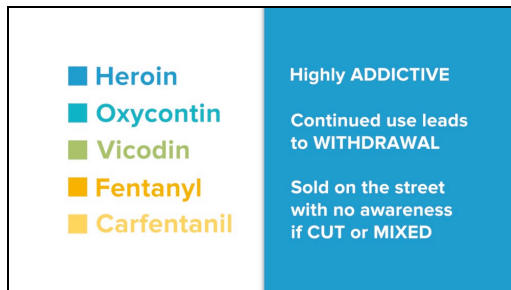 Heroin
Oxycontin
Vicodin
Fentanyl
Carfentanil
Highly ADDICTIVE
Continued use leads
to WITHDRAWAL
Sold on the street
with no awareness
if CUT or MIXED